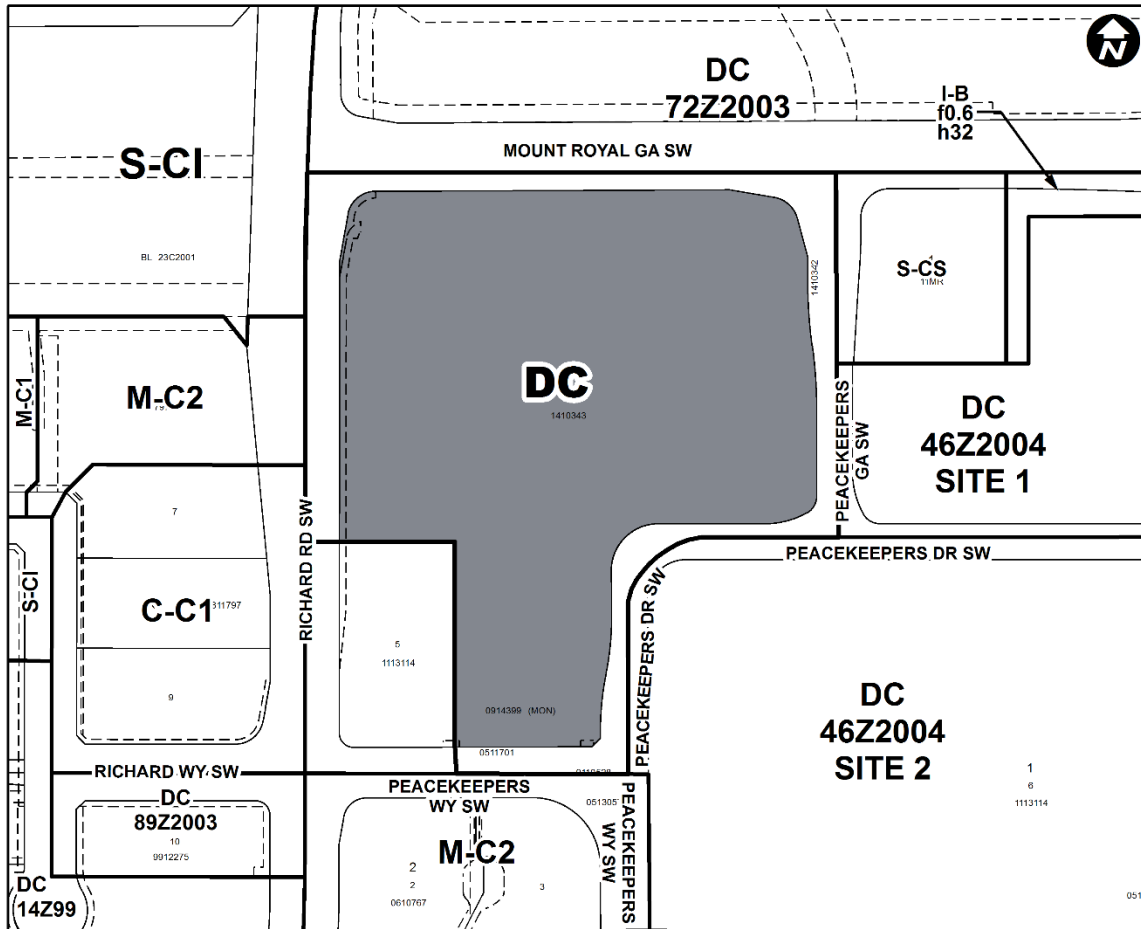 N
DC
72Z2003
I-B
f0.6
h32
MOUNT ROYAL GA SW
S-CI
BL 23C2001
1410342
S-CS
11MR
M-C1
M-C2
DC
1410343
PEACEKEEPERS
GA SW
DC
46Z2004
SITE 1
7
RICHARD RD SW
PEACEKEEPERS DR SW
S-CI
C-C1
311797
5
1113114
PEACEKEEPERS DR SW
9
0914399 (MON)
0511701
DC
46Z2004
SITE 2
1
6
1113114
RICHARD WY SW
PEACEKEEPERS
WY SW
051305
PEACEKEEPERS
WY SW
DC
89Z2003
10
9912275
M-C2
2
2
0610767
3
DC
14Z99
051